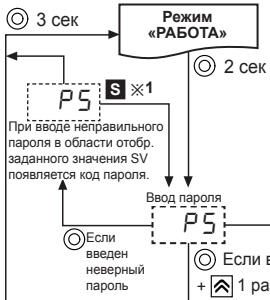 3 сек
Режим
«РАБОТА»
2 сек
PS
S ※1
При вводе неправильного
пароля в области отобр.
заданного значения SV
появляется код пароля.
Ввод пароля
PS
Если
введен
неверный
пароль
Если в
+ 1 ра